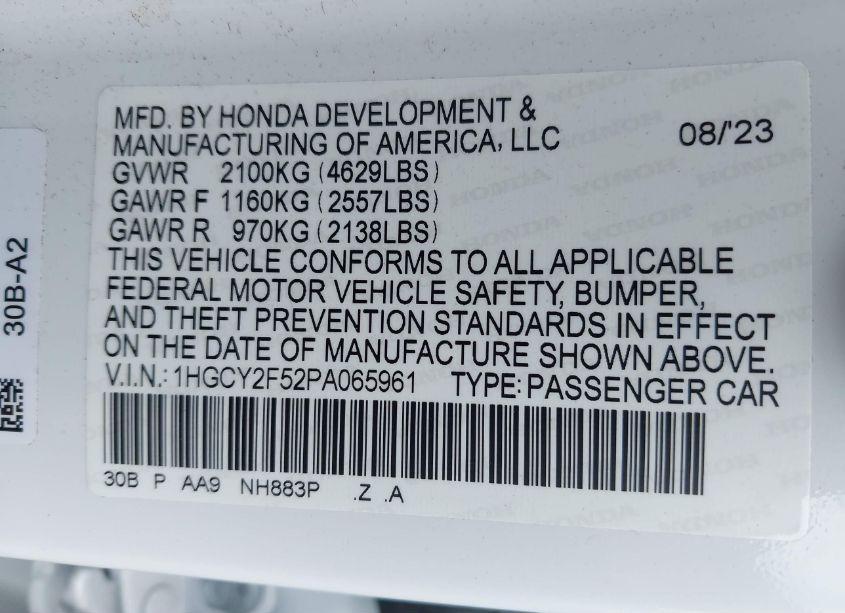 MFD. BY HONDA DEVELOPMENT &
MANUFACTURING OF AMERICA, LLC 08/'23
GVWR 2100KG (4629LBS)
GAWR F 1160KG (2557LBS)
GAWR R 970KG (2138LBS)
THIS VEHICLE CONFORMS TO ALL APPLICABLE
FEDERAL MOTOR VEHICLE SAFETY, BUMPER,
AND THEFT PREVENTION STANDARDS IN EFFECT
ON THE DATE OF MANUFACTURE SHOWN ABOVE.
V.I.N.: 1HGCY2F52PA065961 TYPE: PASSENGER CAR
30B P AA9 NH883P .Z .A
30B-A2